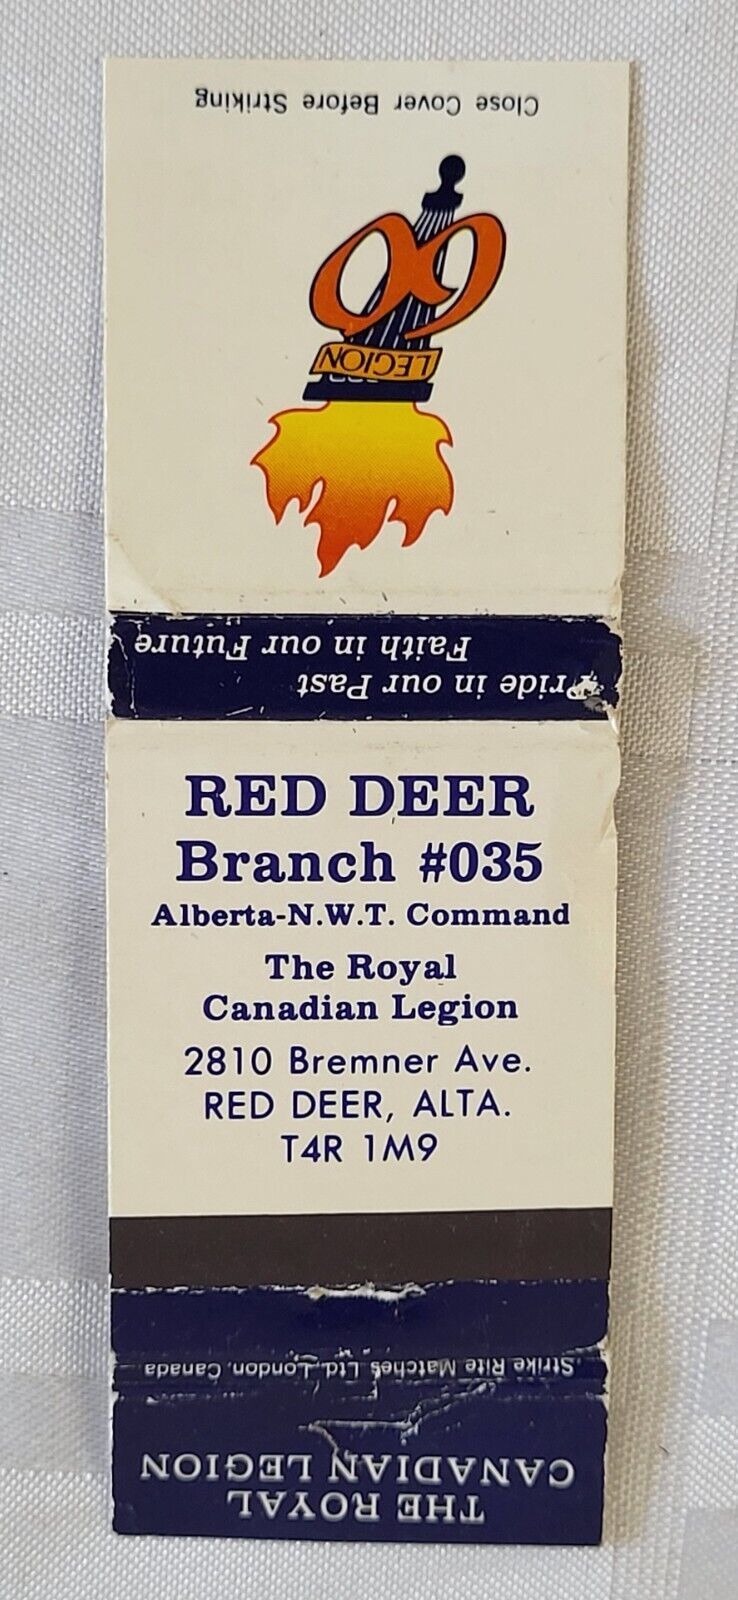 Close Cover Before Striking
60
LEGION
Pride in our Past
Faith in our Future
RED DEER
Branch #035
Alberta-N.W.T. Command
The Royal
Canadian Legion
2810 Bremner Ave.
RED DEER, ALTA.
T4R 1M9
Strike Rite Matches Ltd. London, Canada
THE ROYAL
CANADIAN LEGION